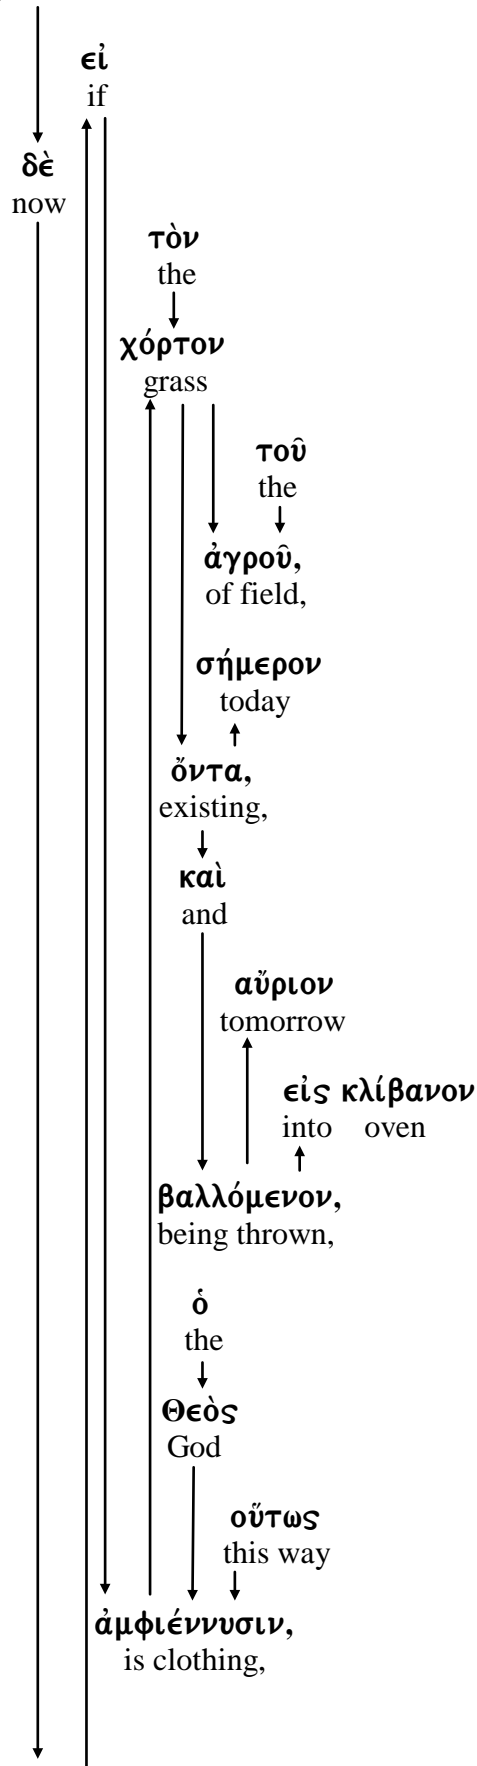 εἰ
if
δὲ
now
τὸν
the
χόρτον
grass
τοῦ
the
ἀγροῦ,
of field,
σήμερον
today
ὄντα,
existing,
καὶ
and
αὔριον
tomorrow
εἰς κλίβανον
into oven
βαλλόμενον,
being thrown,
ὁ
the
Θεὸς
God
οὕτως
this way
ἀμφιέννυσιν,
is clothing,